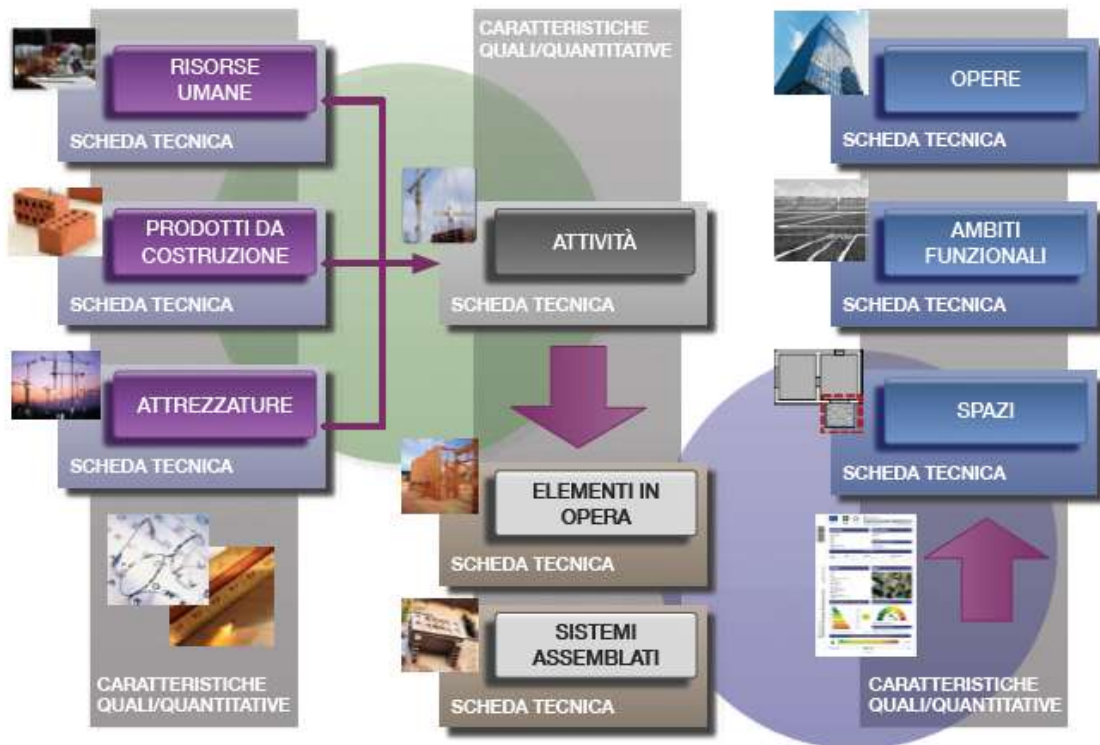 RISORSE
UMANE
SCHEDA TECNICA
PRODOTTI DA
COSTRUZIONE
SCHEDA TECNICA
ATTREZZATURE
SCHEDA TECNICA
CARATTERISTICHE
QUALI/QUANTITATIVE
CARATTERISTICHE
QUALI/QUANTITATIVE
ATTIVITÀ
SCHEDA TECNICA
ELEMENTI IN
OPERA
SCHEDA TECNICA
SISTEMI
ASSEMBLATI
SCHEDA TECNICA
OPERE
SCHEDA TECNICA
AMBITI
FUNZIONALI
SCHEDA TECNICA
SPAZI
SCHEDA TECNICA
CARATTERISTICHE
QUALI/QUANTITATIVE